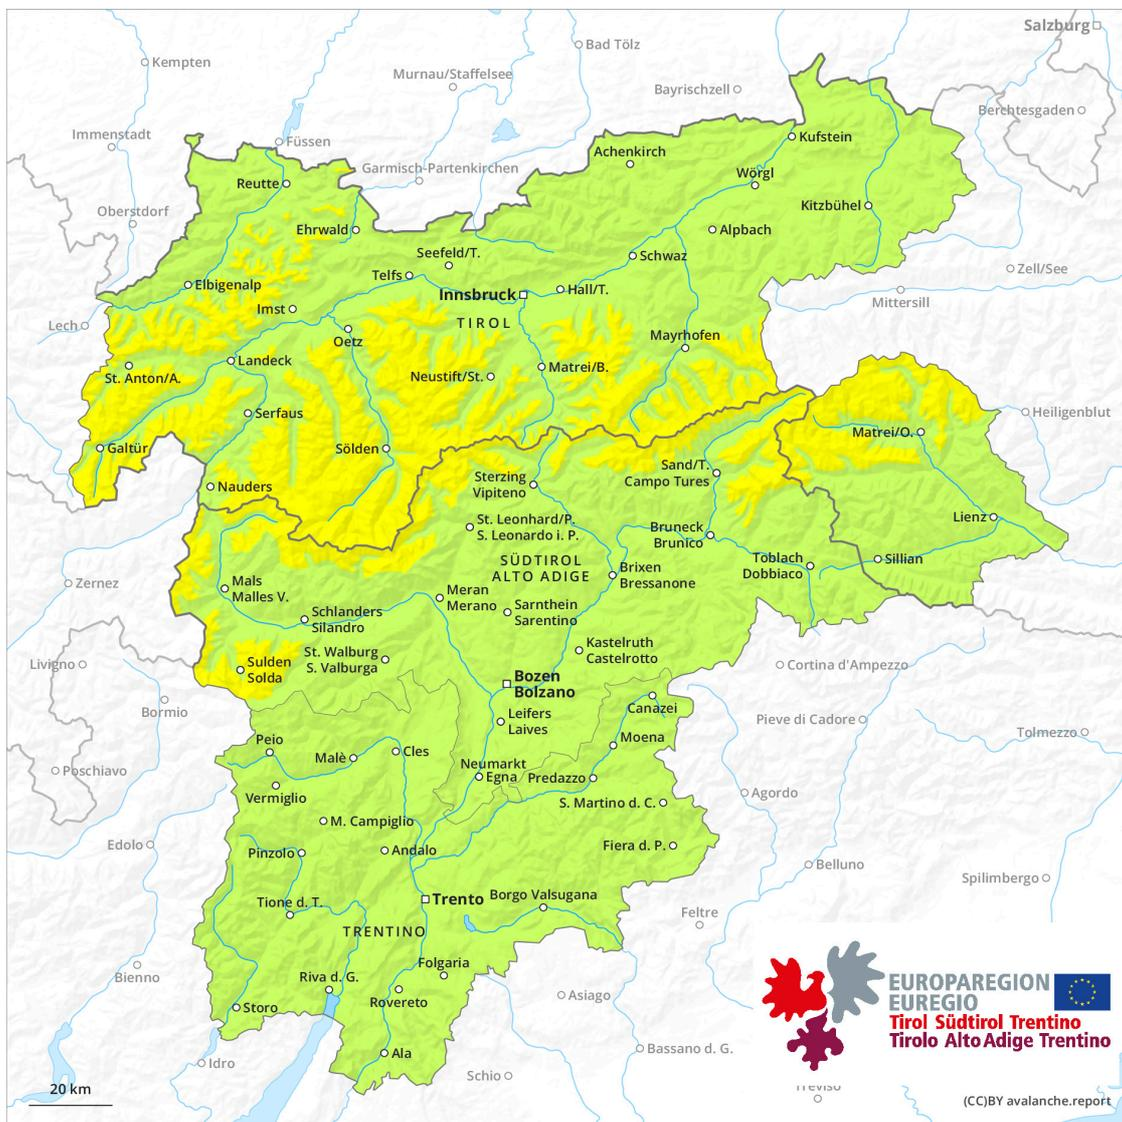 Salzburg
Bad Tölz
Kempten
Murnau/Staffelsee
Bayrischzell
Berchtesgaden
Immenstadt
Füssen
Kufstein
Achenkirch
Garmisch-Partenkirchen
Wörgl
Reutte
Kitzbühel
Oberstdorf
Ehrwald
Alpbach
Seefeld/T.
Schwaz
Zell/See
Telfs
Elbigenalp
Hall/T.
Innsbruck
Mittersill
Imst
Lech
TIROL
Oetz
Mayrhofen
Landeck
Matrei/B.
St. Anton/A.
Neustift/St.
Serfaus
Heiligenblut
Matrei/O.
Galtür
Sölden
Sand/T.
Campo Tures
Sterzing
Vipiteno
Nauders
Lienz
St. Leonhard/P.
S. Leonardo i. P.
Bruneck
Brunico
SÜDTIROL
ALTO ADIGE
Toblach
Dobbiaco
Sillian
Brixen
Bressanone
Zernez
Mals
Malles V.
Meran
Merano
Schlanders
Silandro
Sarnthein
Sarentino
Kastelruth
Castelrotto
St. Walburg
S. Valburga
Livigno
Sulden
Solda
Cortina d'Ampezzo
Bozen
Bolzano
Canazei
Bormio
Leifers
Laives
Pieve di Cadore
Tolmezzo
Moena
Peio
Cles
Malè
Neumarkt
Egna
Predazzo
Poschiavo
Vermiglio
Agordo
S. Martino d. C.
M. Campiglio
Edolo
Pinzolo
Andalo
Fiera d. P.
Belluno
Spilimbergo
Tione d. T.
Trento
Borgo Valsugana
Feltre
TRENTINO
Folgaria
Bienno
Riva d. G.
EUROPAREGION
EUREGIO
Tirol Südtirol Trentino
Tirolo Alto Adige Trentino
Asiago
Rovereto
Storo
Bassano d. G.
Ala
Idro
Schio
Treviso
20 km
(CC)BY avalanche.report